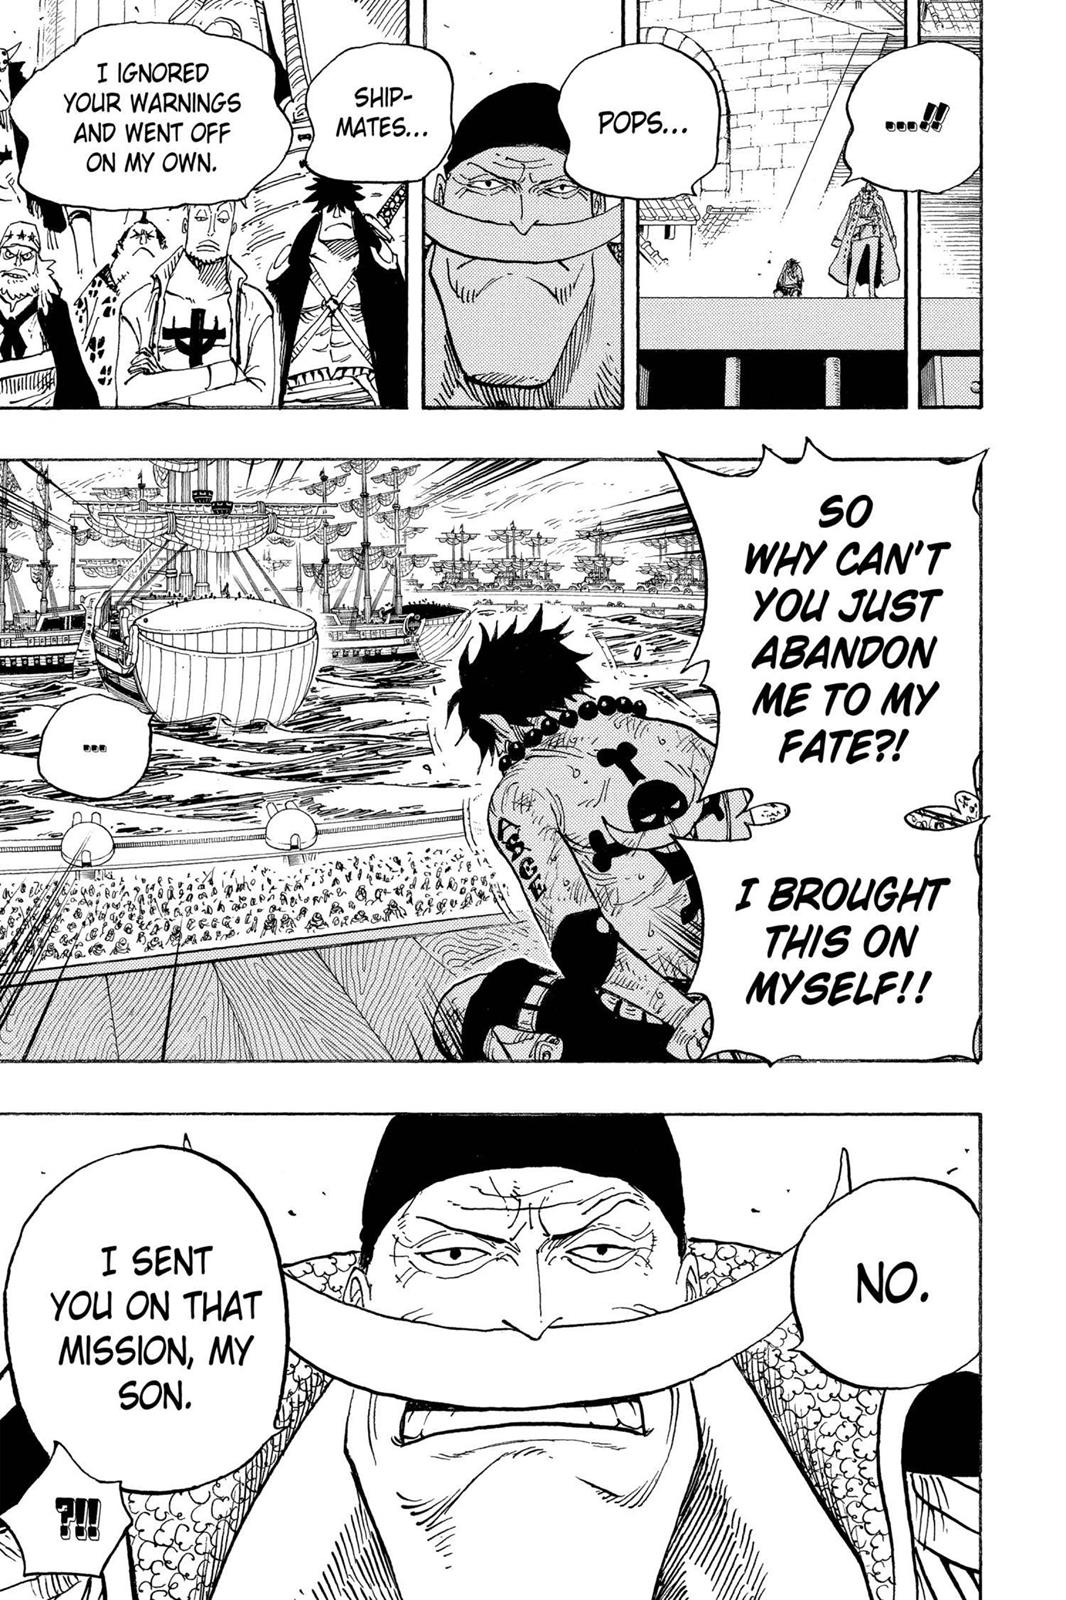 ...!!
POPS...
SHIP-
MATES...
I IGNORED
YOUR WARNINGS
AND WENT OFF
ON MY OWN.
SO
WHY CAN'T
YOU JUST
ABANDON
ME TO MY
FATE?!
I BROUGHT
THIS ON
MYSELF!!
...
ASCE
NO.
I SENT
YOU ON THAT
MISSION, MY
SON.
?!!